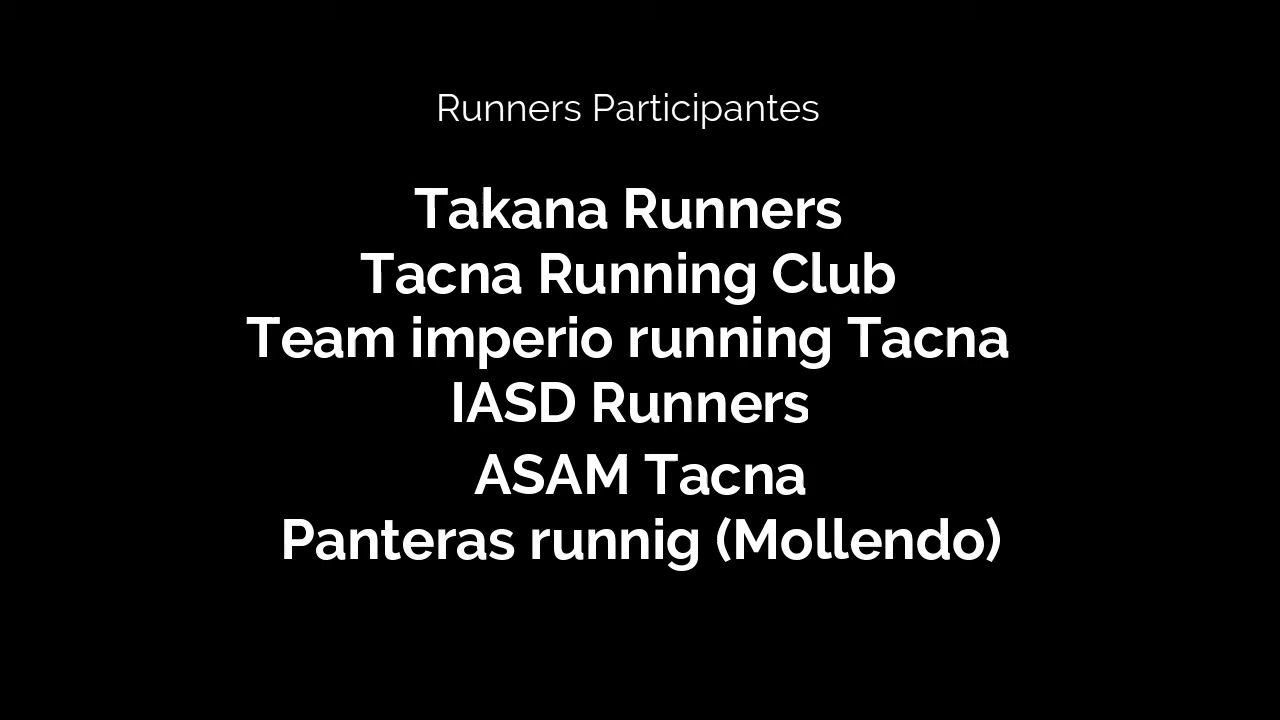 Runners Participantes
Takana Runners
Tacna Running Club
Team imperio running Tacna
IASD Runners
ASAM Tacna
Panteras runnig (Mollendo)